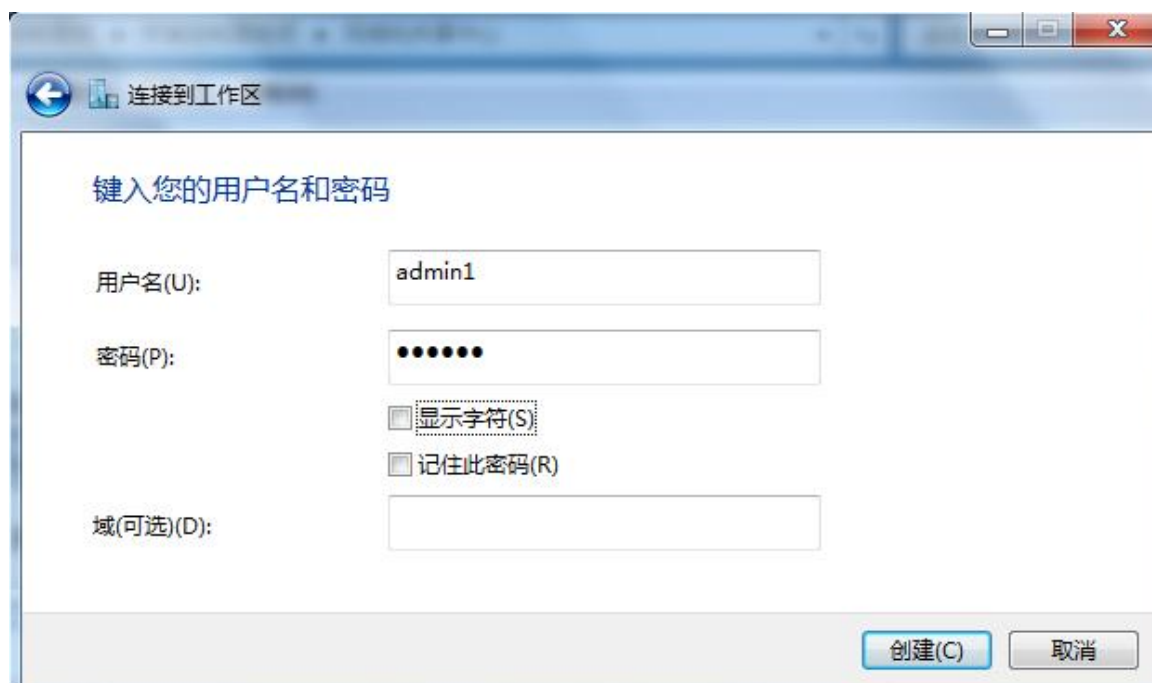 连接到工作区
键入您的用户名和密码
用户名(U):
admin1
密码(P):
●●●●●●
显示字符(S)
记住此密码(R)
域(可选)(D):
创建(C)
取消